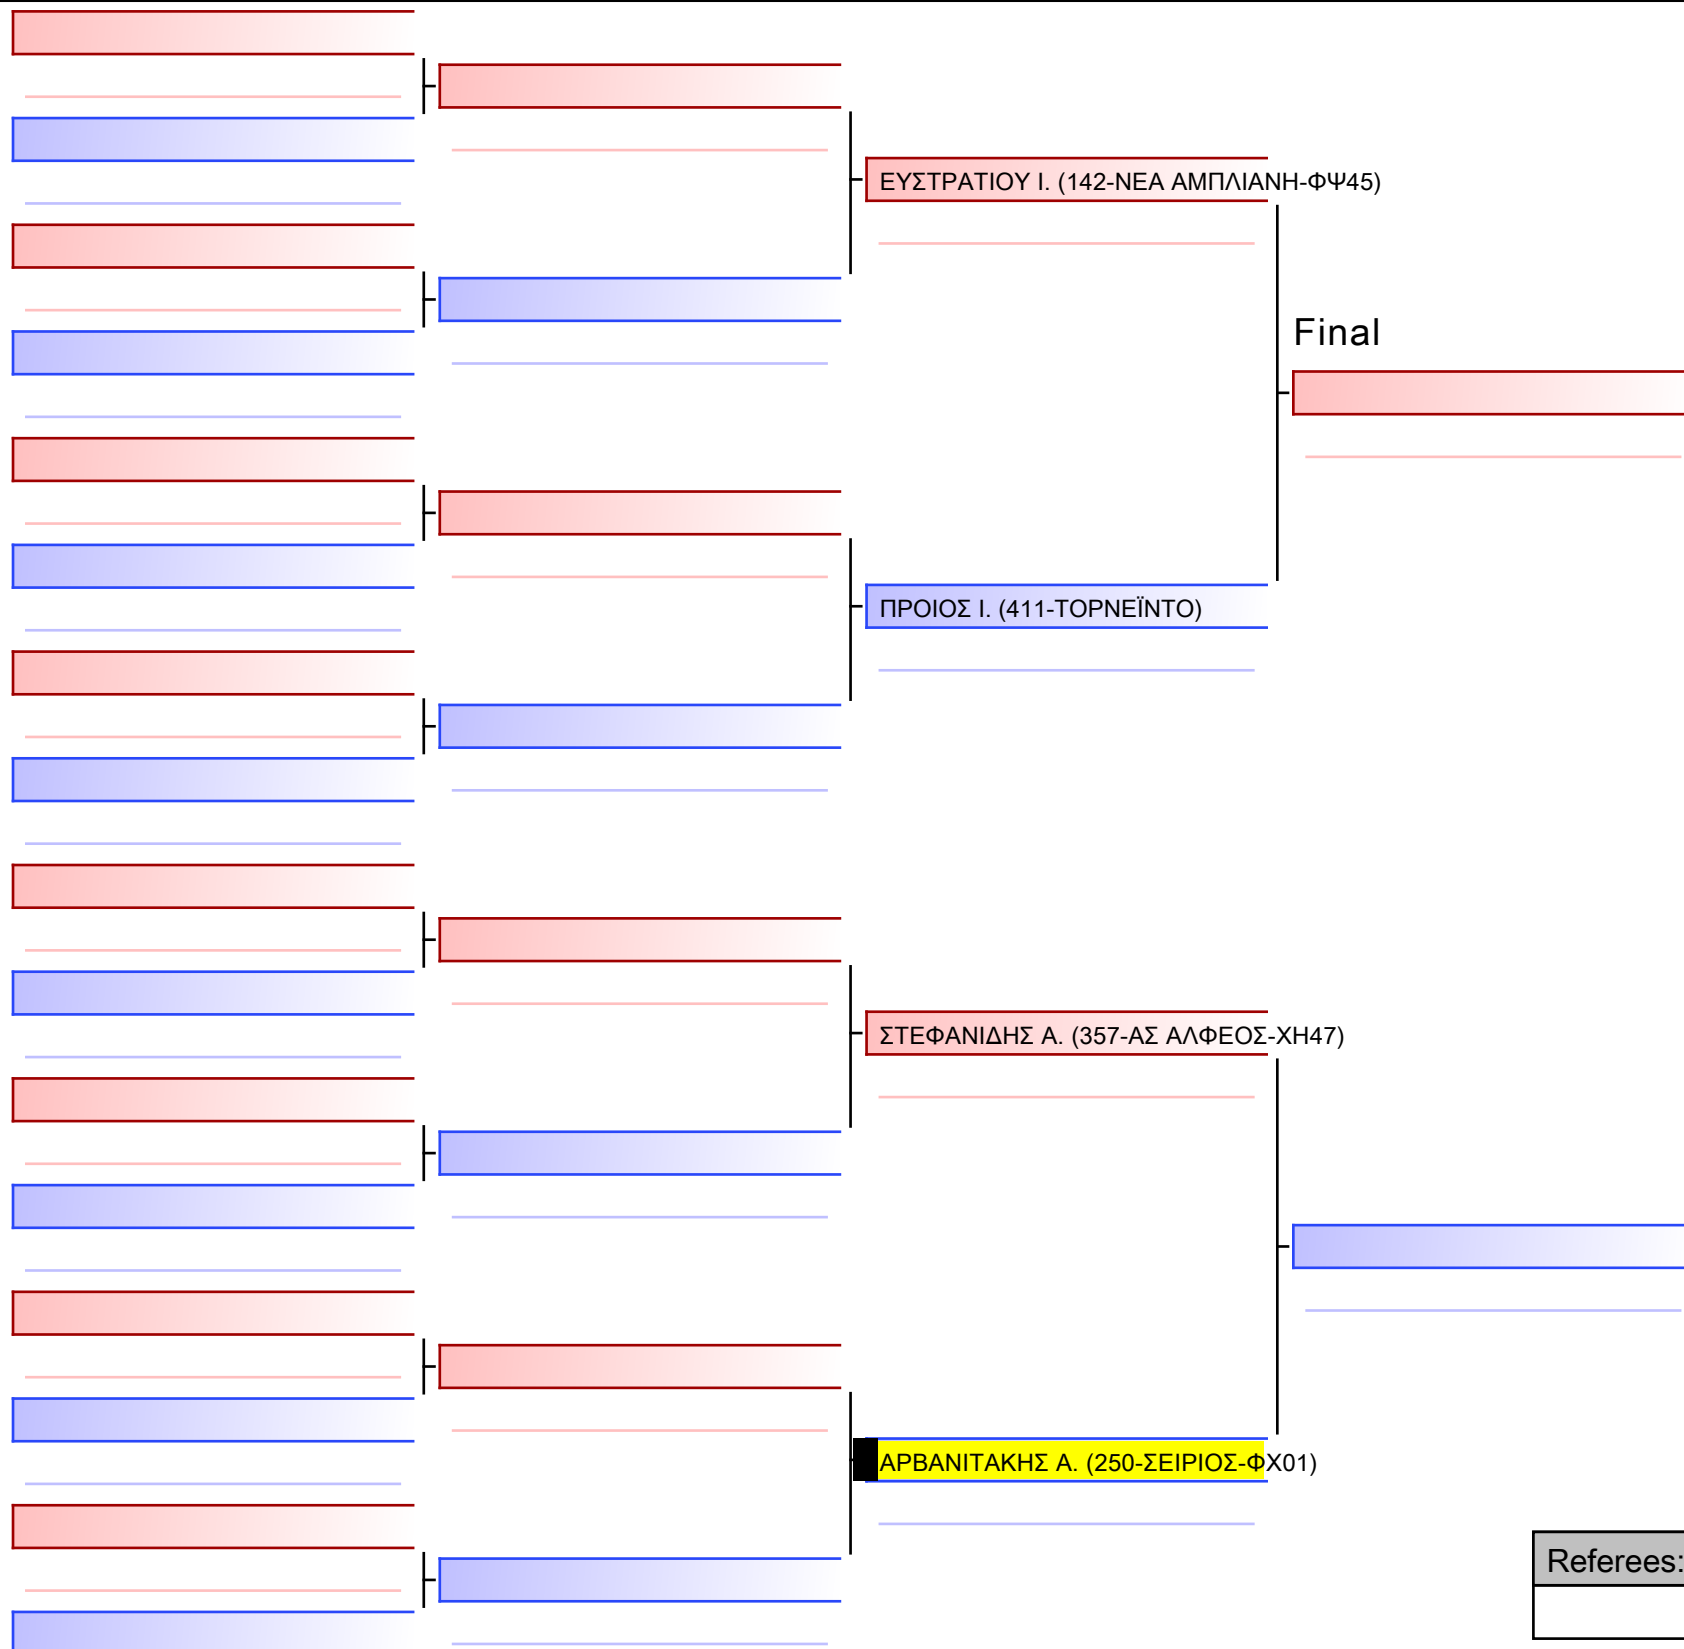 ΕΥΣΤΡΑΤΙΟΥ Ι. (142-ΝΕΑ ΑΜΠΛΙΑΝΗ-ΦΨ45)
Final
ΠΡΟΙΟΣ Ι. (411-ΤΟΡΝΕΪΝΤΟ)
ΣΤΕΦΑΝΙΔΗΣ Α. (357-ΑΣ ΑΛΦΕΟΣ-ΧΗ47)
ΑΡΒΑΝΙΤΑΚΗΣ Α. (250-ΣΕΙΡΙΟΣ-ΦΧ01)
Referees: